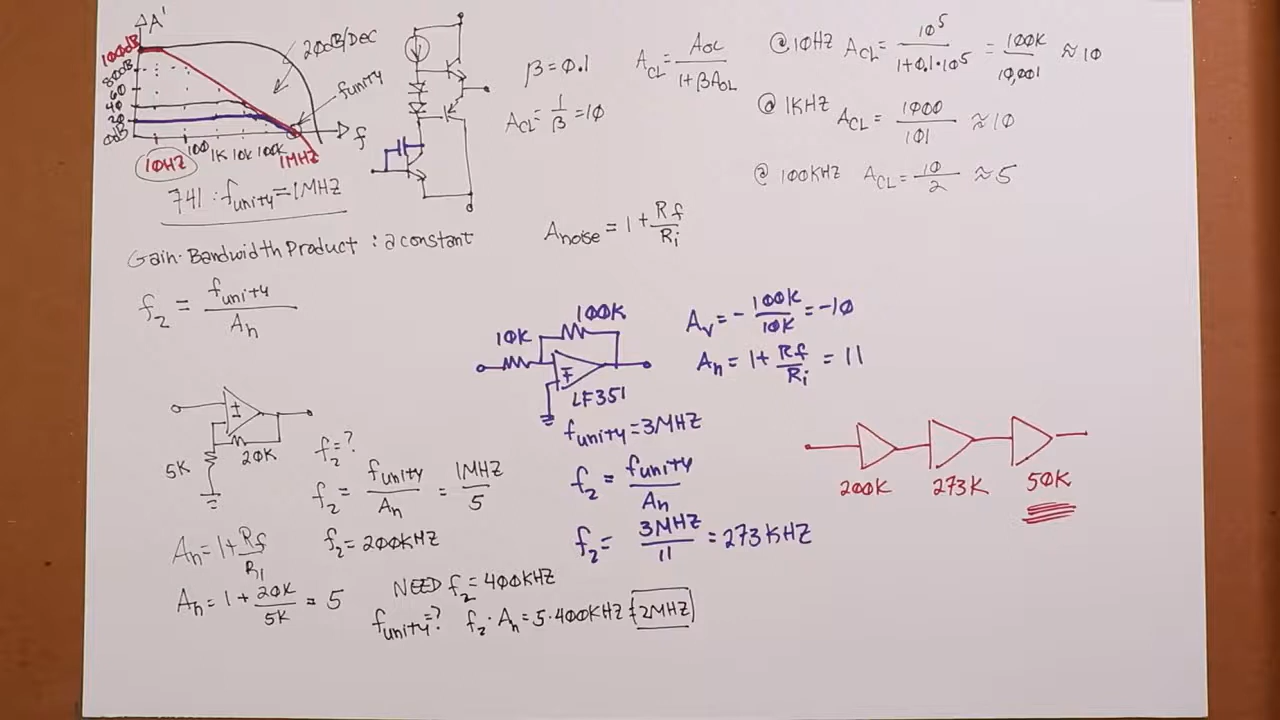 A'
100dB
80dB
60
40
20
0dB
10HZ
100
1K
10K
100K
1MHZ
f
200dB/DEC
funity
741 : funity = 1MHZ
β = 0.1
ACL = 1/β = 10
ACL = AOL / 1+βAOL
@ 10HZ ACL = 10^5 / 1+0.1·10^5 = 100K / 10,001 ≈ 10
@ 1KHZ ACL = 1000 / 101 ≈ 10
@ 100KHZ ACL = 10 / 2 ≈ 5
Gain-Bandwidth Product : a constant
Anoise = 1 + Rf/Ri
f2 = funity / An
10K
100K
LF351
funity = 3MHZ
f2 = funity / An
f2 = 3MHZ / 11 = 273KHZ
Av = - 100K/10K = -10
An = 1 + Rf/Ri = 11
5K
20K
f2 = ?
f2 = funity / An = 1MHZ / 5
f2 = 200KHZ
An = 1 + Rf/Ri
An = 1 + 20K/5K = 5
NEED f2 = 400KHZ
funity = ? f2 · An = 5·400KHZ = 2MHZ
200K
273K
50K